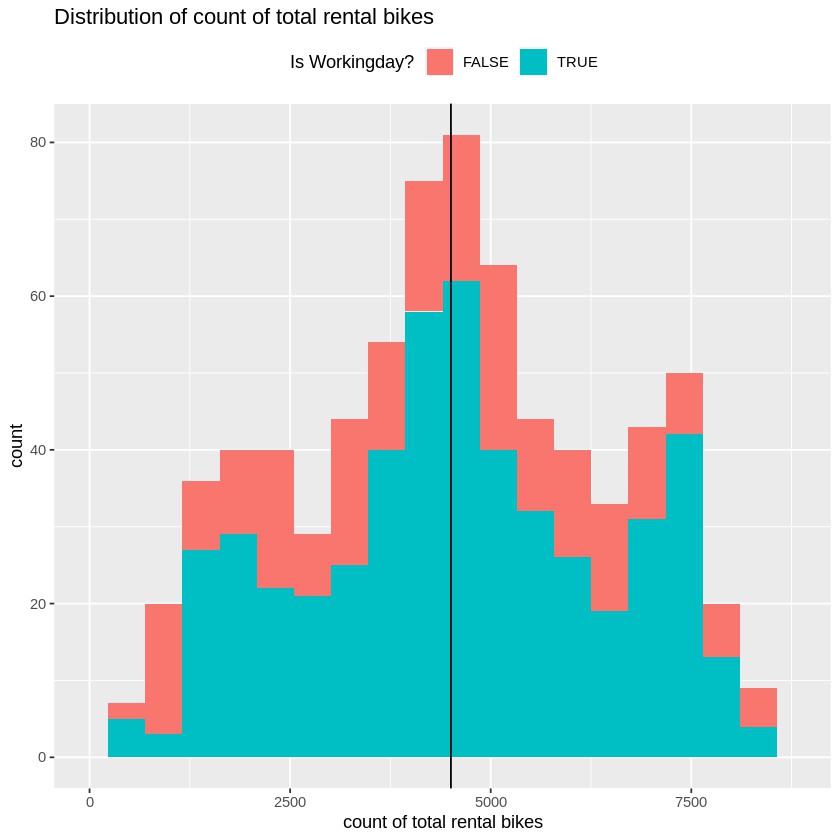 Distribution of count of total rental bikes
Is Workingday? FALSE TRUE
80
60
40
20
0
count
0 2500 5000 7500
count of total rental bikes